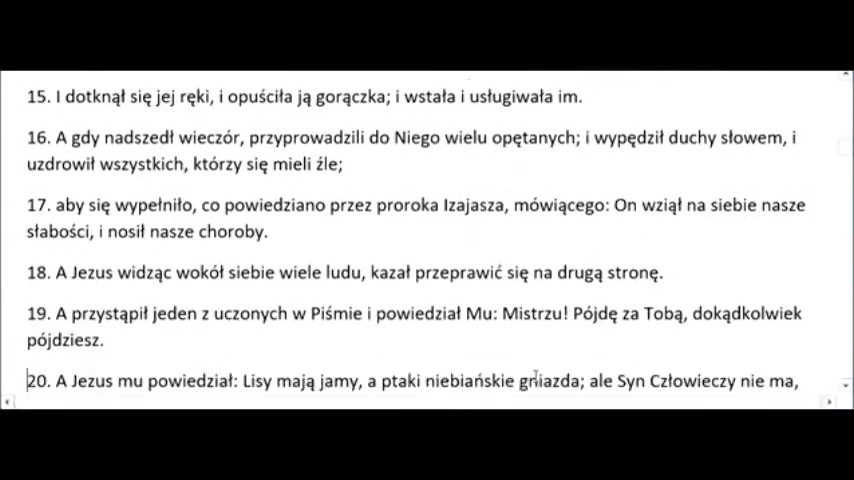 15. I dotknął się jej ręki, i opuściła ją gorączka; i wstała i usługiwała im.
16. A gdy nadszedł wieczór, przyprowadzili do Niego wielu opętanych; i wypędził duchy słowem, i
uzdrowił wszystkich, którzy się mieli źle;
17. aby się wypełniło, co powiedziano przez proroka Izajasza, mówiącego: On wziął na siebie nasze
słabości, i nosił nasze choroby.
18. A Jezus widząc wokół siebie wiele ludu, kazał przeprawić się na drugą stronę.
19. A przystąpił jeden z uczonych w Piśmie i powiedział Mu: Mistrzu! Pójdę za Tobą, dokądkolwiek
pójdziesz.
20. A Jezus mu powiedział: Lisy mają jamy, a ptaki niebiańskie gniazda; ale Syn Człowieczy nie ma,